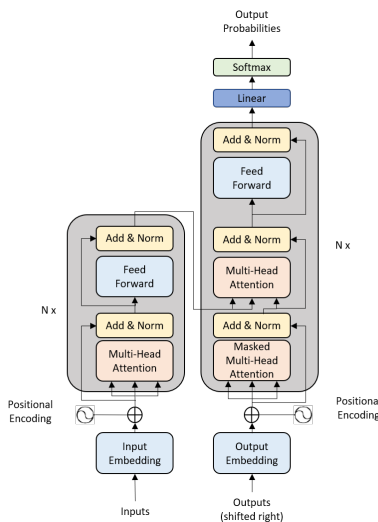 Output
Probabilities
Softmax
Linear
Add & Norm
Feed
Forward
Add & Norm
Multi-Head
Attention
Add & Norm
Masked
Multi-Head
Attention
N x
Add & Norm
Feed
Forward
Add & Norm
Multi-Head
Attention
N x
Positional
Encoding
Positional
Encoding
Input
Embedding
Output
Embedding
Inputs
Outputs
(shifted right)